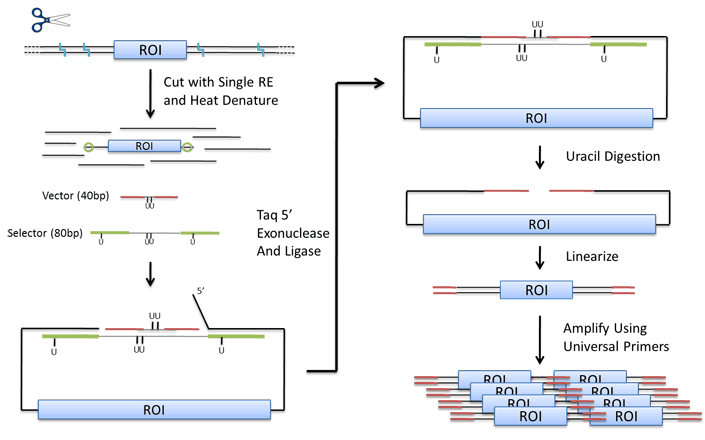 ROI
Cut with Single RE
and Heat Denature
ROI
Vector (40bp)
UU
Selector (80bp)
U
UU
U
Taq 5'
Exonuclease
And Ligase
5'
UU
U
UU
U
ROI
UU
U
UU
U
ROI
Uracil Digestion
ROI
Linearize
ROI
Amplify Using
Universal Primers
ROI
ROI
ROI
ROI
ROI
ROI
ROI
ROI